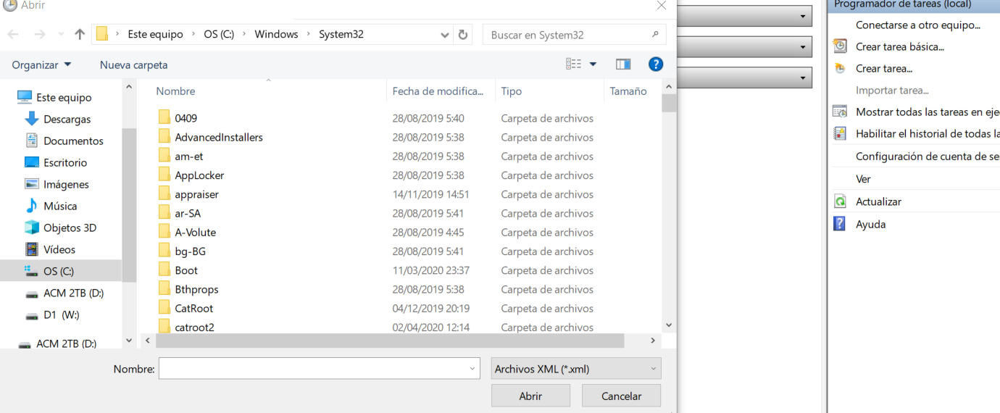 Abrir
Este equipo › OS (C:) › Windows › System32
Buscar en System32
Organizar
Nueva carpeta
Este equipo
Descargas
Documentos
Escritorio
Imágenes
Música
Objetos 3D
Vídeos
OS (C:)
ACM 2TB (D:)
D1 (W:)
ACM 2TB (D:)
Nombre Fecha de modifica... Tipo Tamaño
0409 28/08/2019 5:40 Carpeta de archivos
AdvancedInstallers 28/08/2019 5:38 Carpeta de archivos
am-et 28/08/2019 5:38 Carpeta de archivos
AppLocker 28/08/2019 5:38 Carpeta de archivos
appraiser 14/11/2019 14:51 Carpeta de archivos
ar-SA 28/08/2019 5:41 Carpeta de archivos
A-Volute 28/08/2019 4:45 Carpeta de archivos
bg-BG 28/08/2019 5:41 Carpeta de archivos
Boot 11/03/2020 23:37 Carpeta de archivos
Bthprops 28/08/2019 5:38 Carpeta de archivos
CatRoot 04/12/2019 20:19 Carpeta de archivos
catroot2 02/04/2020 12:14 Carpeta de archivos
Nombre:
Archivos XML (*.xml)
Abrir
Cancelar
Programador de tareas (local)
Conectarse a otro equipo...
Crear tarea básica...
Crear tarea...
Importar tarea...
Mostrar todas las tareas en eje
Habilitar el historial de todas la
Configuración de cuenta de se
Ver
Actualizar
Ayuda